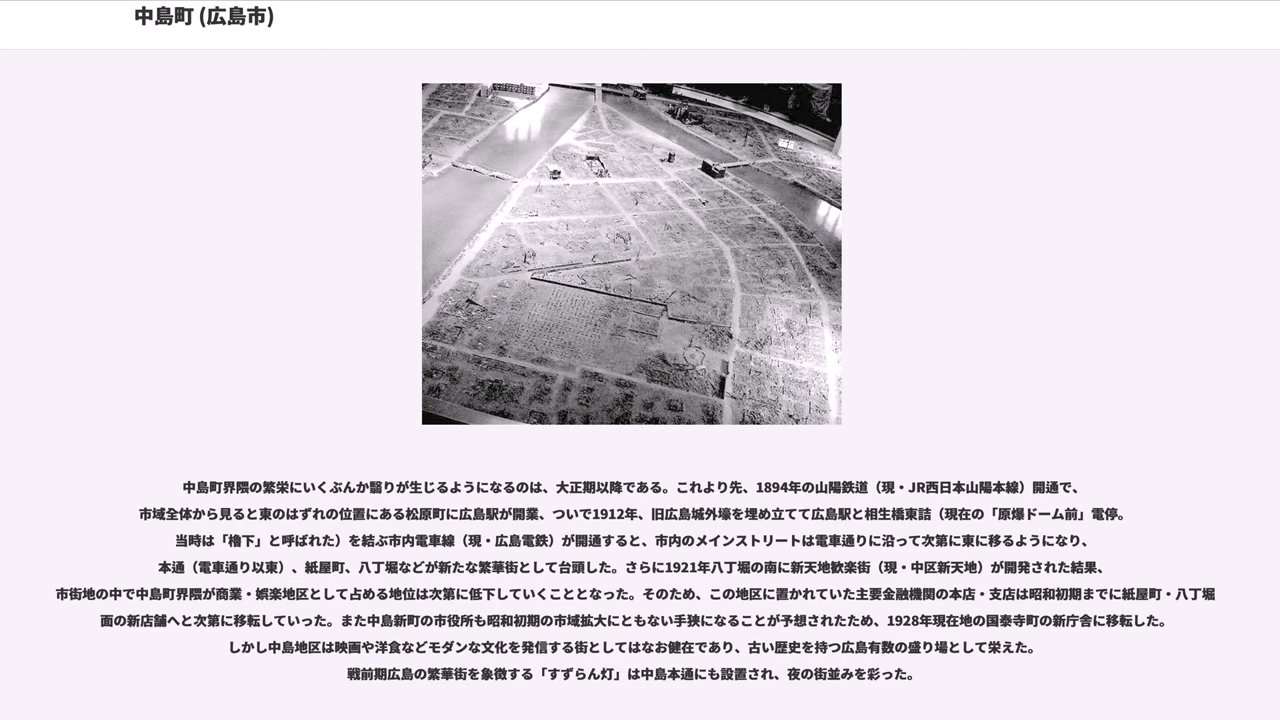 中島町 (広島市)
中島町界隈の繁栄にいくぶんか翳りが生じるようになるのは、大正期以降である。これより先、1894年の山陽鉄道（現・JR西日本山陽本線）開通で、
市域全体から見ると東のはずれの位置にある松原町に広島駅が開業、ついで1912年、旧広島城外壕を埋め立てて広島駅と相生橋東詰（現在の「原爆ドーム前」電停。
当時は「櫓下」と呼ばれた）を結ぶ市内電車線（現・広島電鉄）が開通すると、市内のメインストリートは電車通りに沿って次第に東に移るようになり、
本通（電車通り以東）、紙屋町、八丁堀などが新たな繁華街として台頭した。さらに1921年八丁堀の南に新天地歓楽街（現・中区新天地）が開発された結果、
市街地の中で中島町界隈が商業・娯楽地区として占める地位は次第に低下していくこととなった。そのため、この地区に置かれていた主要金融機関の本店・支店は昭和初期までに紙屋町・八丁堀
面の新店舗へと次第に移転していった。また中島新町の市役所も昭和初期の市域拡大にともない手狭になることが予想されたため、1928年現在地の国泰寺町の新庁舎に移転した。
しかし中島地区は映画や洋食などモダンな文化を発信する街としてはなお健在であり、古い歴史を持つ広島有数の盛り場として栄えた。
戦前期広島の繁華街を象徴する「すずらん灯」は中島本通にも設置され、夜の街並みを彩った。